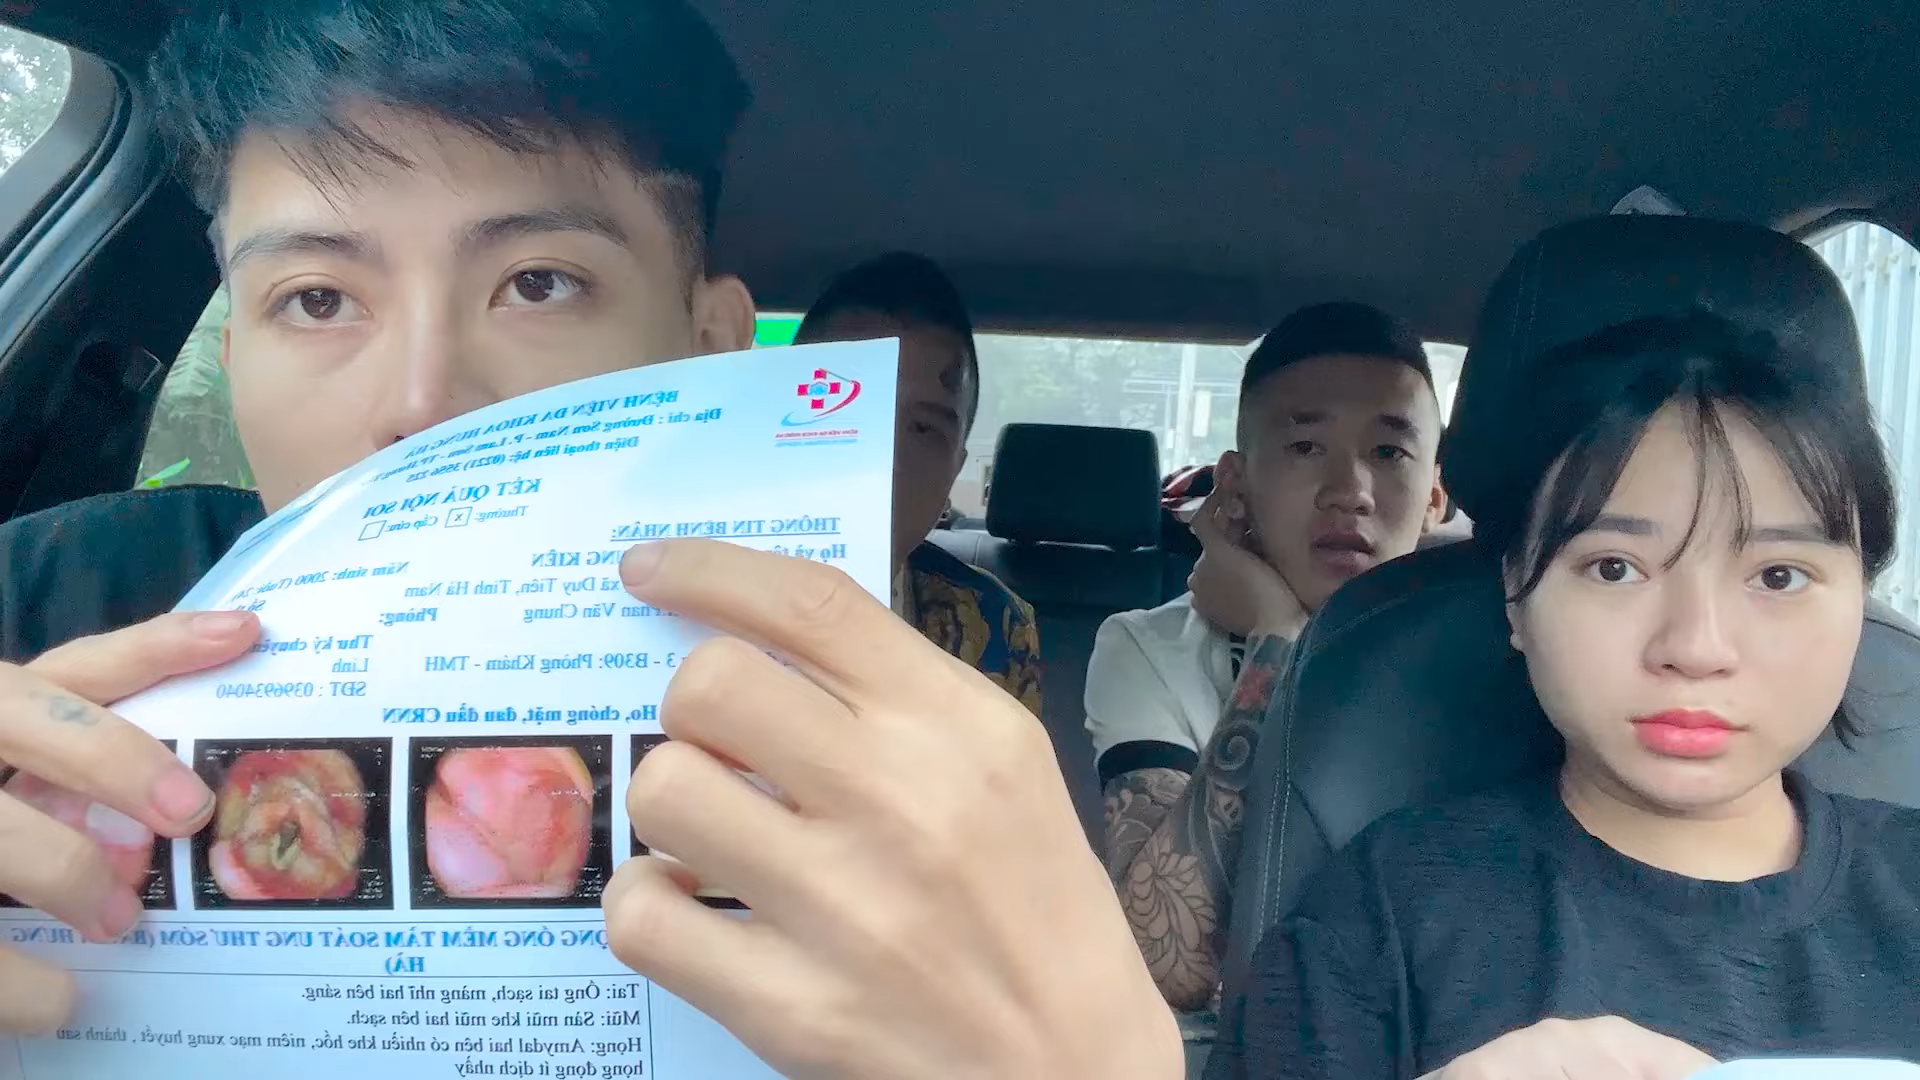 BỆNH VIỆN ĐA KHOA HƯNG HÀ
Địa chỉ : Đường Sơn Nam - P. Lam Sơn - TP.Hưng
Điện thoại liên hệ: (0221) 3556 225
KẾT QUẢ NỘI SOI
Thường: x Cấp cứu:
THÔNG TIN BỆNH NHÂN:
Họ và
KIÊN Năm sinh: 2000 (Tuổi:
xã Duy Tiên, Tỉnh Hà Nam
Phan Văn Chung Phòng:
3 - B309: Phòng Khám - TMH
Thư ký
Linh
SĐT : 0396934040
Ho, chóng mặt, đau đầu CRNN
ỐNG MỀM TẦM SOÁT UNG THƯ SỚM HƯNG
HÀ)
Tai: Ống tai sạch, màng nhĩ hai bên sáng.
Mũi: Sàn mũi khe mũi hai bên sạch.
Họng: Amydal hai bên có nhiều khe hốc, niêm mạc xung huyết , thành sau
họng đọng ít dịch nhầy